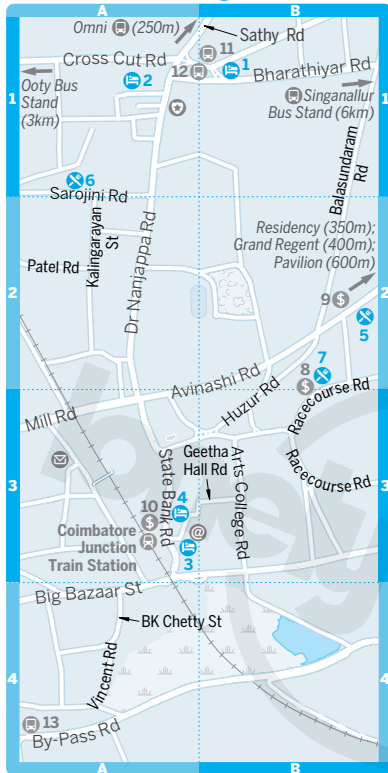 A B
Omni (250m)
Sathy Rd
11
Cross Cut Rd
2
12
1
Bharathiyar Rd
1 1
Ooty Bus
Stand
(3km)
Singanallur
Bus Stand (6km)
6
Sarojini Rd
Balasundaram
Rd
Kalingarayan
St
Dr Nanjappa Rd
Residency (350m);
Grand Regent (400m);
Pavilion (600m)
Patel Rd
2 2
9 $
5
7
8
$
Avinashi Rd
Huzur Rd
Racecourse Rd
Mill Rd
State Bank Rd
Geetha
Hall Rd
Arts College Rd
Racecourse Rd
3 3
4
10
$
@
Coimbatore
Junction
Train Station
3
Big Bazaar St
BK Chetty St
Vincent Rd
4 4
13
By-Pass Rd
A B